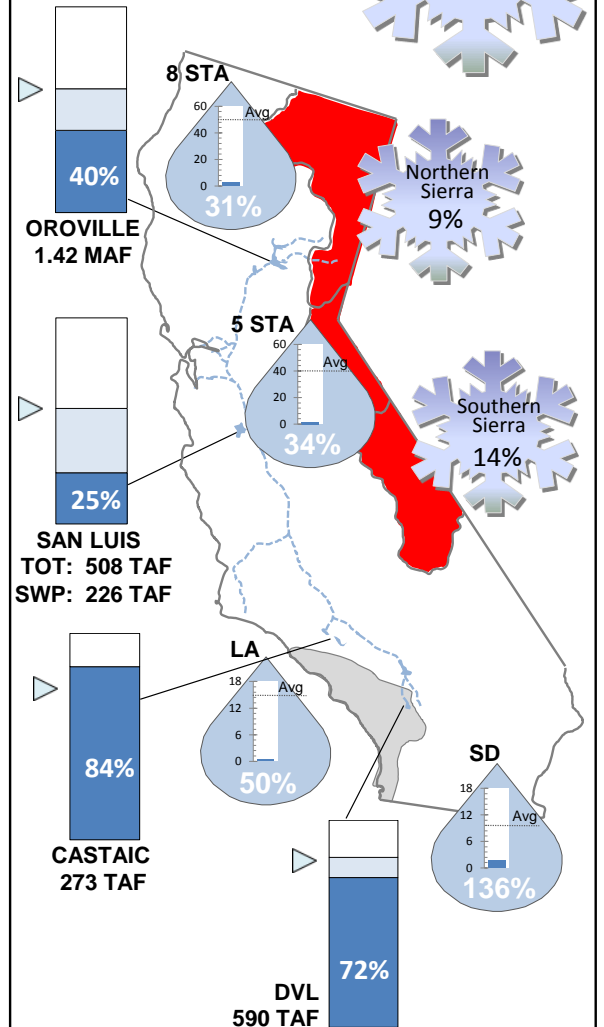 8 STA
60
Avg
40
20
0
31%
40%
OROVILLE
1.42 MAF
Northern
Sierra
9%
5 STA
60
Avg
40
20
0
34%
Southern
Sierra
14%
25%
SAN LUIS
TOT: 508 TAF
SWP: 226 TAF
LA
18
Avg
12
6
0
50%
84%
CASTAIC
273 TAF
SD
18
Avg
12
6
0
136%
72%
DVL
590 TAF